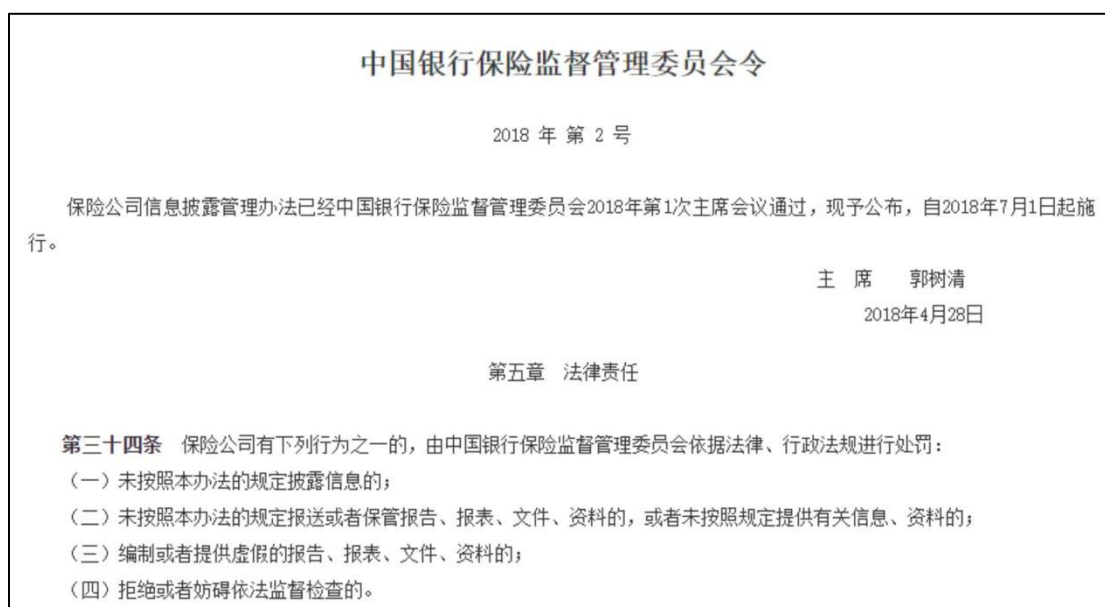 中国银行保险监督管理委员会令
2018 年 第 2 号
保险公司信息披露管理办法已经中国银行保险监督管理委员会2018年第1次主席会议通过，现予公布，自2018年7月1日起施
行。
主 席 郭树清
2018年4月28日
第五章 法律责任
第三十四条 保险公司有下列行为之一的，由中国银行保险监督管理委员会依据法律、行政法规进行处罚：
（一）未按照本办法的规定披露信息的；
（二）未按照本办法的规定报送或者保管报告、报表、文件、资料的，或者未按照规定提供有关信息、资料的；
（三）编制或者提供虚假的报告、报表、文件、资料的；
（四）拒绝或者妨碍依法监督检查的。